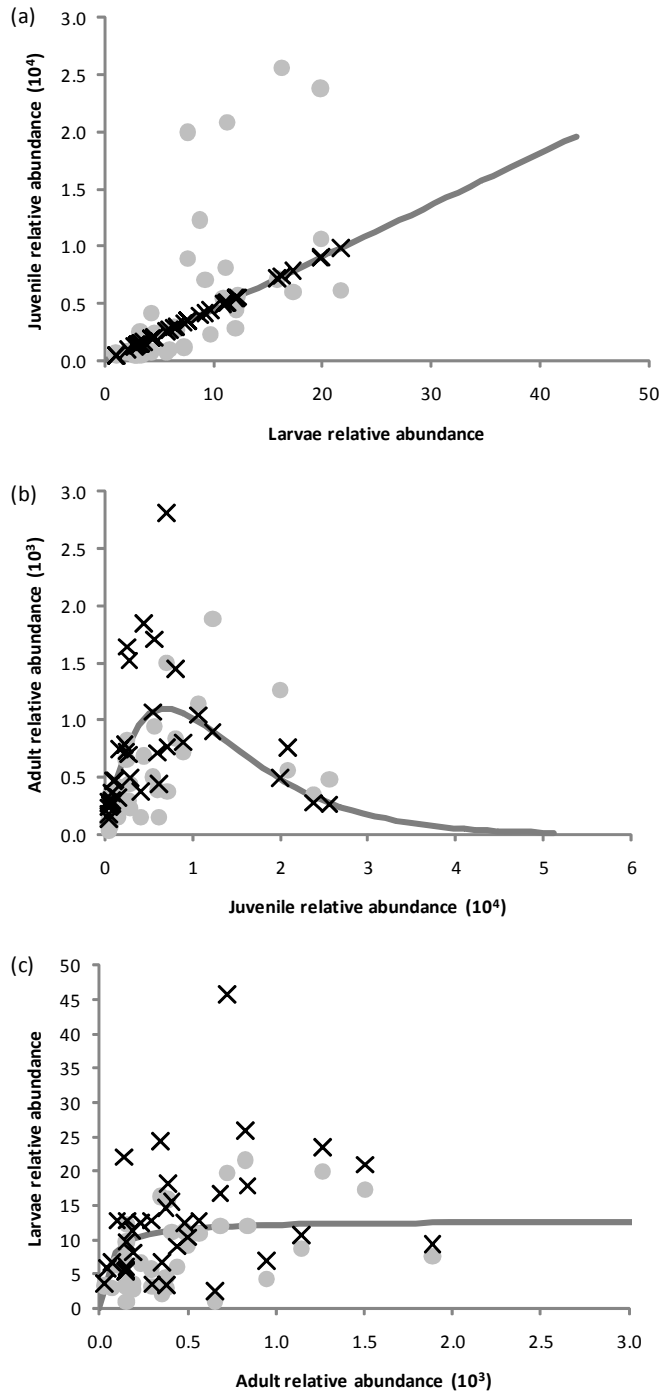 (a)
Juvenile relative abundance (10⁴)
3.0
2.5
2.0
1.5
1.0
0.5
0.0
0 10 20 30 40 50
Larvae relative abundance
(b)
Adult relative abundance (10³)
3.0
2.5
2.0
1.5
1.0
0.5
0.0
0 1 2 3 4 5 6
Juvenile relative abundance (10⁴)
(c)
Larvae relative abundance
50
45
40
35
30
25
20
15
10
5
0
0.0 0.5 1.0 1.5 2.0 2.5 3.0
Adult relative abundance (10³)